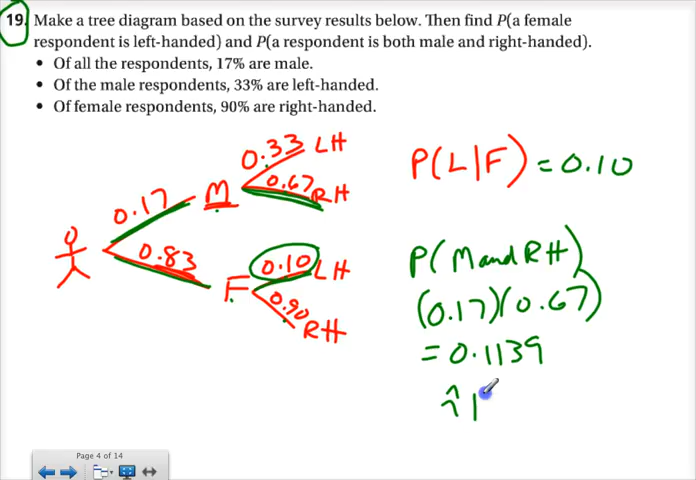 19. Make a tree diagram based on the survey results below. Then find P(a female
respondent is left-handed) and P(a respondent is both male and right-handed).
• Of all the respondents, 17% are male.
• Of the male respondents, 33% are left-handed.
• Of female respondents, 90% are right-handed.
0.17 M
0.33 LH
0.67 RH
0.83 F
0.10 LH
0.90 RH
P(L|F) = 0.10
P(M and RH)
(0.17)(0.67)
= 0.1139
Page 4 of 14